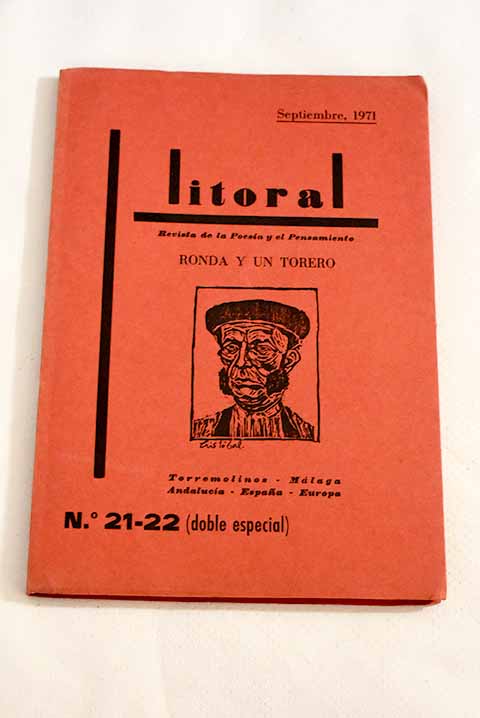 Septiembre, 1971
litoral
Revista de la Poesía y el Pensamiento
RONDA Y UN TORERO
Cristóbal.
Torremolinos - Málaga
Andalucía - España - Europa
N.° 21-22 (doble especial)